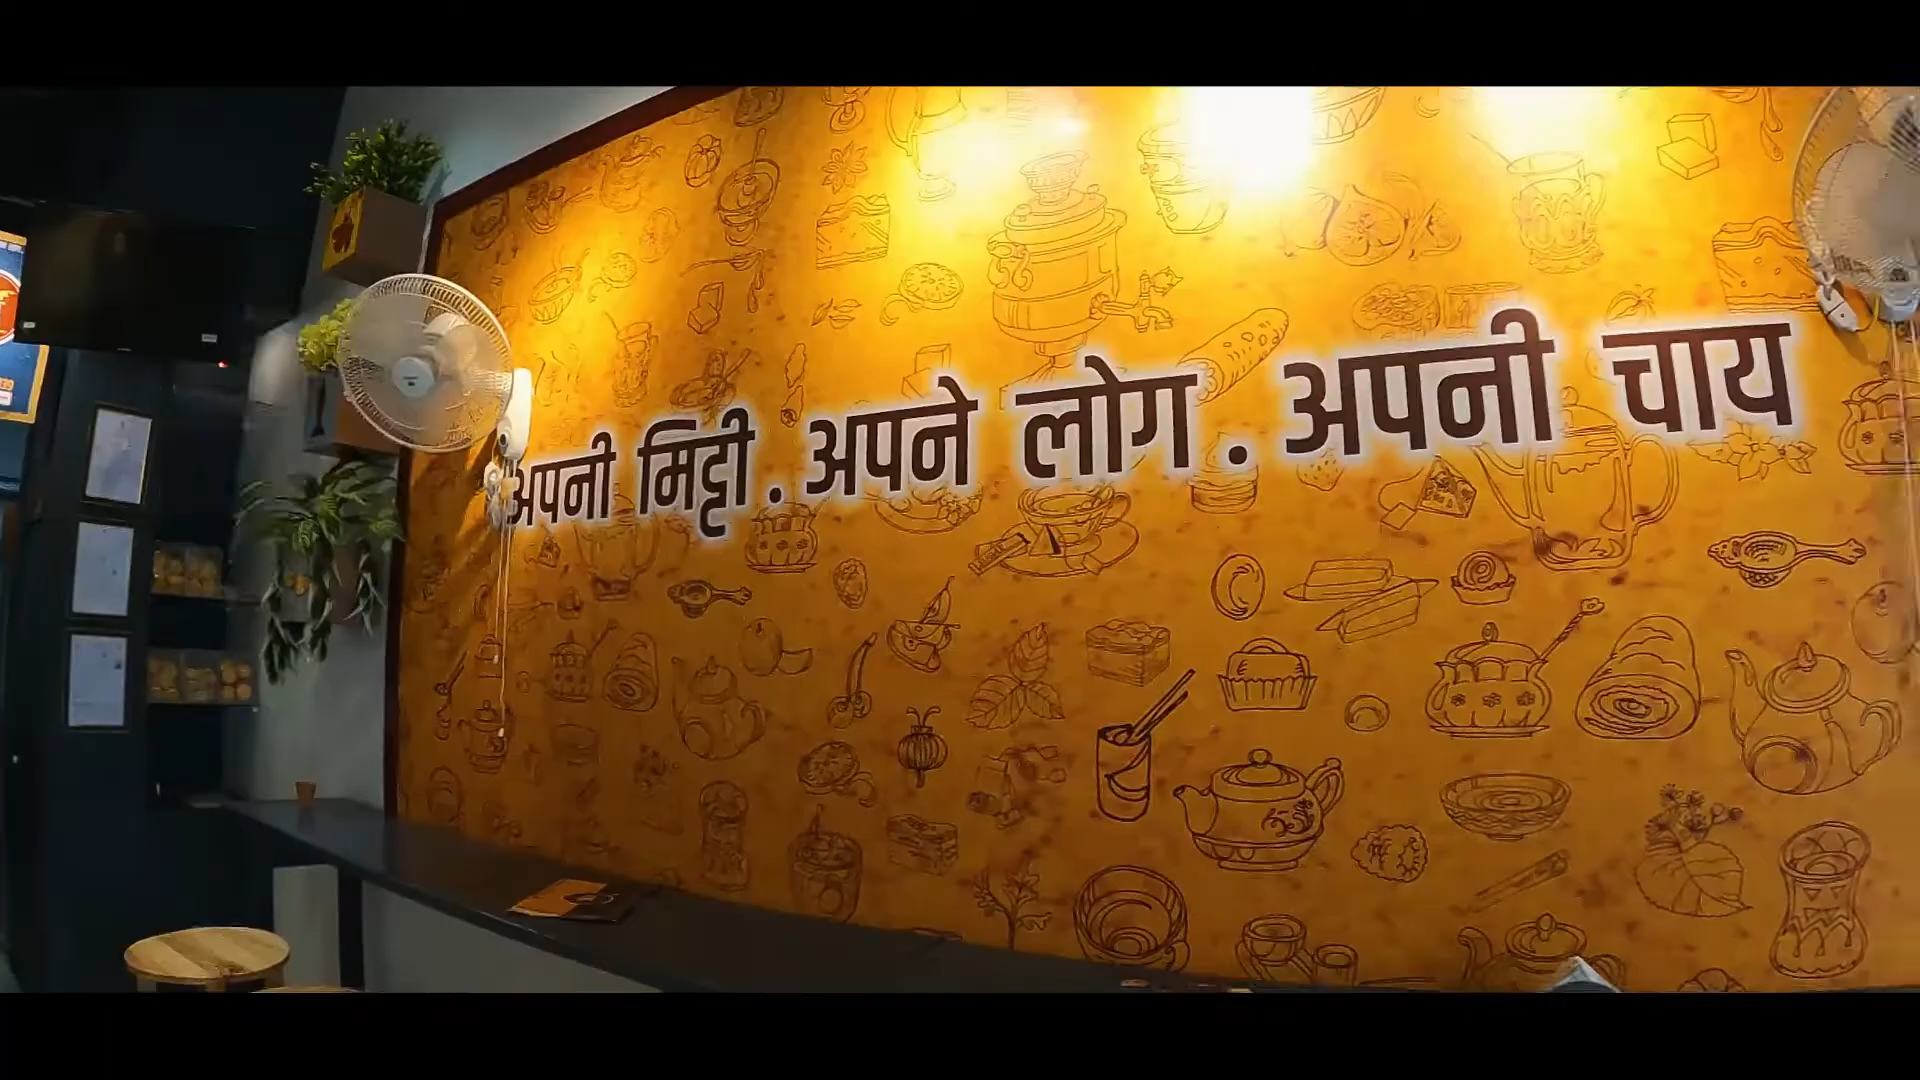 अपनी मिट्टी . अपने लोग . अपनी चाय